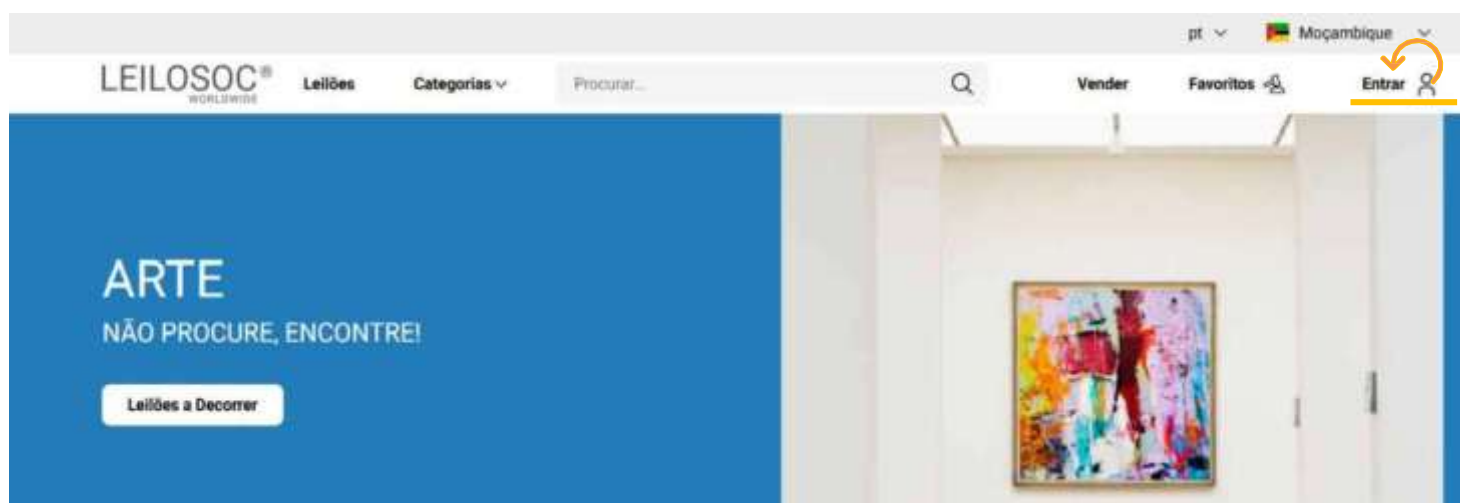 pt Moçambique
LEILOSOC® Leilões Categorias Procurar... Vender Favoritos Entrar
WORLDWIDE
ARTE
NÃO PROCURE, ENCONTRE!
Leilões a Decorrer